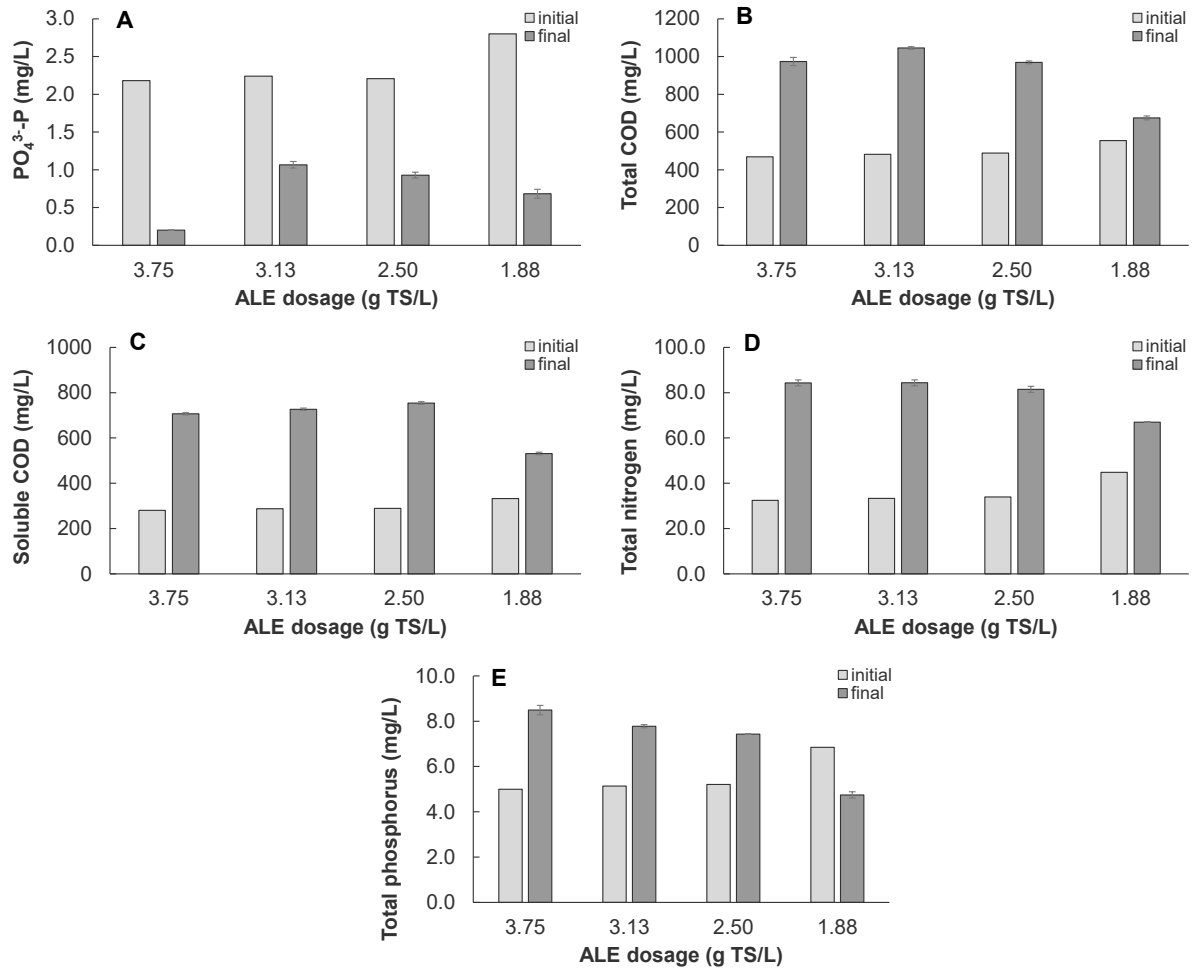 A
initial
final
3.5
3.0
2.5
2.0
1.5
1.0
0.5
0.0
PO₄³⁻-P (mg/L)
3.75 3.13 2.50 1.88
ALE dosage (g TS/L)
B
initial
final
1200
1000
800
600
400
200
0
Total COD (mg/L)
3.75 3.13 2.50 1.88
ALE dosage (g TS/L)
C
initial
final
1000
800
600
400
200
0
Soluble COD (mg/L)
3.75 3.13 2.50 1.88
ALE dosage (g TS/L)
D
initial
final
100.0
80.0
60.0
40.0
20.0
0.0
Total nitrogen (mg/L)
3.75 3.13 2.50 1.88
ALE dosage (g TS/L)
E
initial
final
10.0
8.0
6.0
4.0
2.0
0.0
Total phosphorus (mg/L)
3.75 3.13 2.50 1.88
ALE dosage (g TS/L)